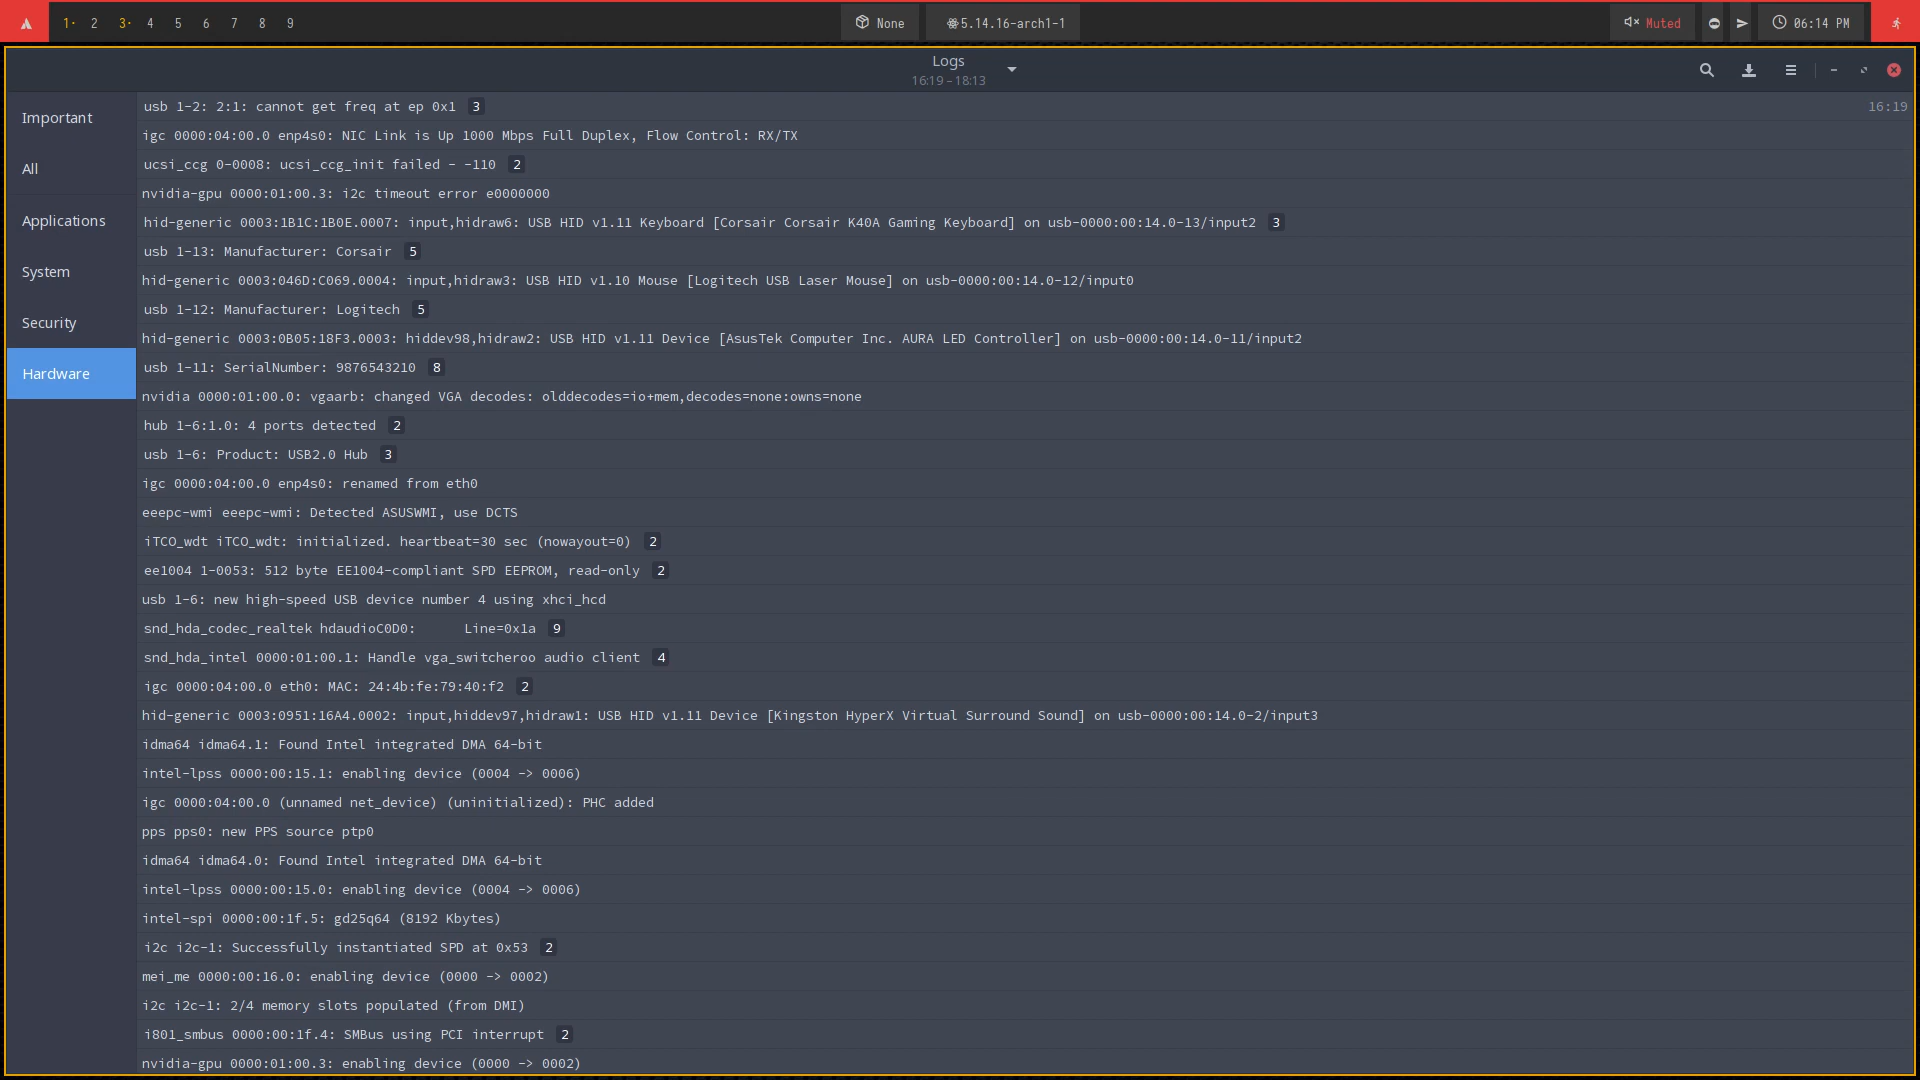 1· 2 3· 4 5 6 7 8 9 None 5.14.16-arch1-1 Muted 06:14 PM
Logs
16:19 – 18:13
Important
All
Applications
System
Security
Hardware
usb 1-2: 2:1: cannot get freq at ep 0x1 3 16:19
igc 0000:04:00.0 enp4s0: NIC Link is Up 1000 Mbps Full Duplex, Flow Control: RX/TX
ucsi_ccg 0-0008: ucsi_ccg_init failed - -110 2
nvidia-gpu 0000:01:00.3: i2c timeout error e0000000
hid-generic 0003:1B1C:1B0E.0007: input,hidraw6: USB HID v1.11 Keyboard [Corsair Corsair K40A Gaming Keyboard] on usb-0000:00:14.0-13/input2 3
usb 1-13: Manufacturer: Corsair 5
hid-generic 0003:046D:C069.0004: input,hidraw3: USB HID v1.10 Mouse [Logitech USB Laser Mouse] on usb-0000:00:14.0-12/input0
usb 1-12: Manufacturer: Logitech 5
hid-generic 0003:0B05:18F3.0003: hiddev98,hidraw2: USB HID v1.11 Device [AsusTek Computer Inc. AURA LED Controller] on usb-0000:00:14.0-11/input2
usb 1-11: SerialNumber: 9876543210 8
nvidia 0000:01:00.0: vgaarb: changed VGA decodes: olddecodes=io+mem,decodes=none:owns=none
hub 1-6:1.0: 4 ports detected 2
usb 1-6: Product: USB2.0 Hub 3
igc 0000:04:00.0 enp4s0: renamed from eth0
eeepc-wmi eeepc-wmi: Detected ASUSWMI, use DCTS
iTCO_wdt iTCO_wdt: initialized. heartbeat=30 sec (nowayout=0) 2
ee1004 1-0053: 512 byte EE1004-compliant SPD EEPROM, read-only 2
usb 1-6: new high-speed USB device number 4 using xhci_hcd
snd_hda_codec_realtek hdaudioC0D0:      Line=0x1a 9
snd_hda_intel 0000:01:00.1: Handle vga_switcheroo audio client 4
igc 0000:04:00.0 eth0: MAC: 24:4b:fe:79:40:f2 2
hid-generic 0003:0951:16A4.0002: input,hiddev97,hidraw1: USB HID v1.11 Device [Kingston HyperX Virtual Surround Sound] on usb-0000:00:14.0-2/input3
idma64 idma64.1: Found Intel integrated DMA 64-bit
intel-lpss 0000:00:15.1: enabling device (0004 -> 0006)
igc 0000:04:00.0 (unnamed net_device) (uninitialized): PHC added
pps pps0: new PPS source ptp0
idma64 idma64.0: Found Intel integrated DMA 64-bit
intel-lpss 0000:00:15.0: enabling device (0004 -> 0006)
intel-spi 0000:00:1f.5: gd25q64 (8192 Kbytes)
i2c i2c-1: Successfully instantiated SPD at 0x53 2
mei_me 0000:00:16.0: enabling device (0000 -> 0002)
i2c i2c-1: 2/4 memory slots populated (from DMI)
i801_smbus 0000:00:1f.4: SMBus using PCI interrupt 2
nvidia-gpu 0000:01:00.3: enabling device (0000 -> 0002)